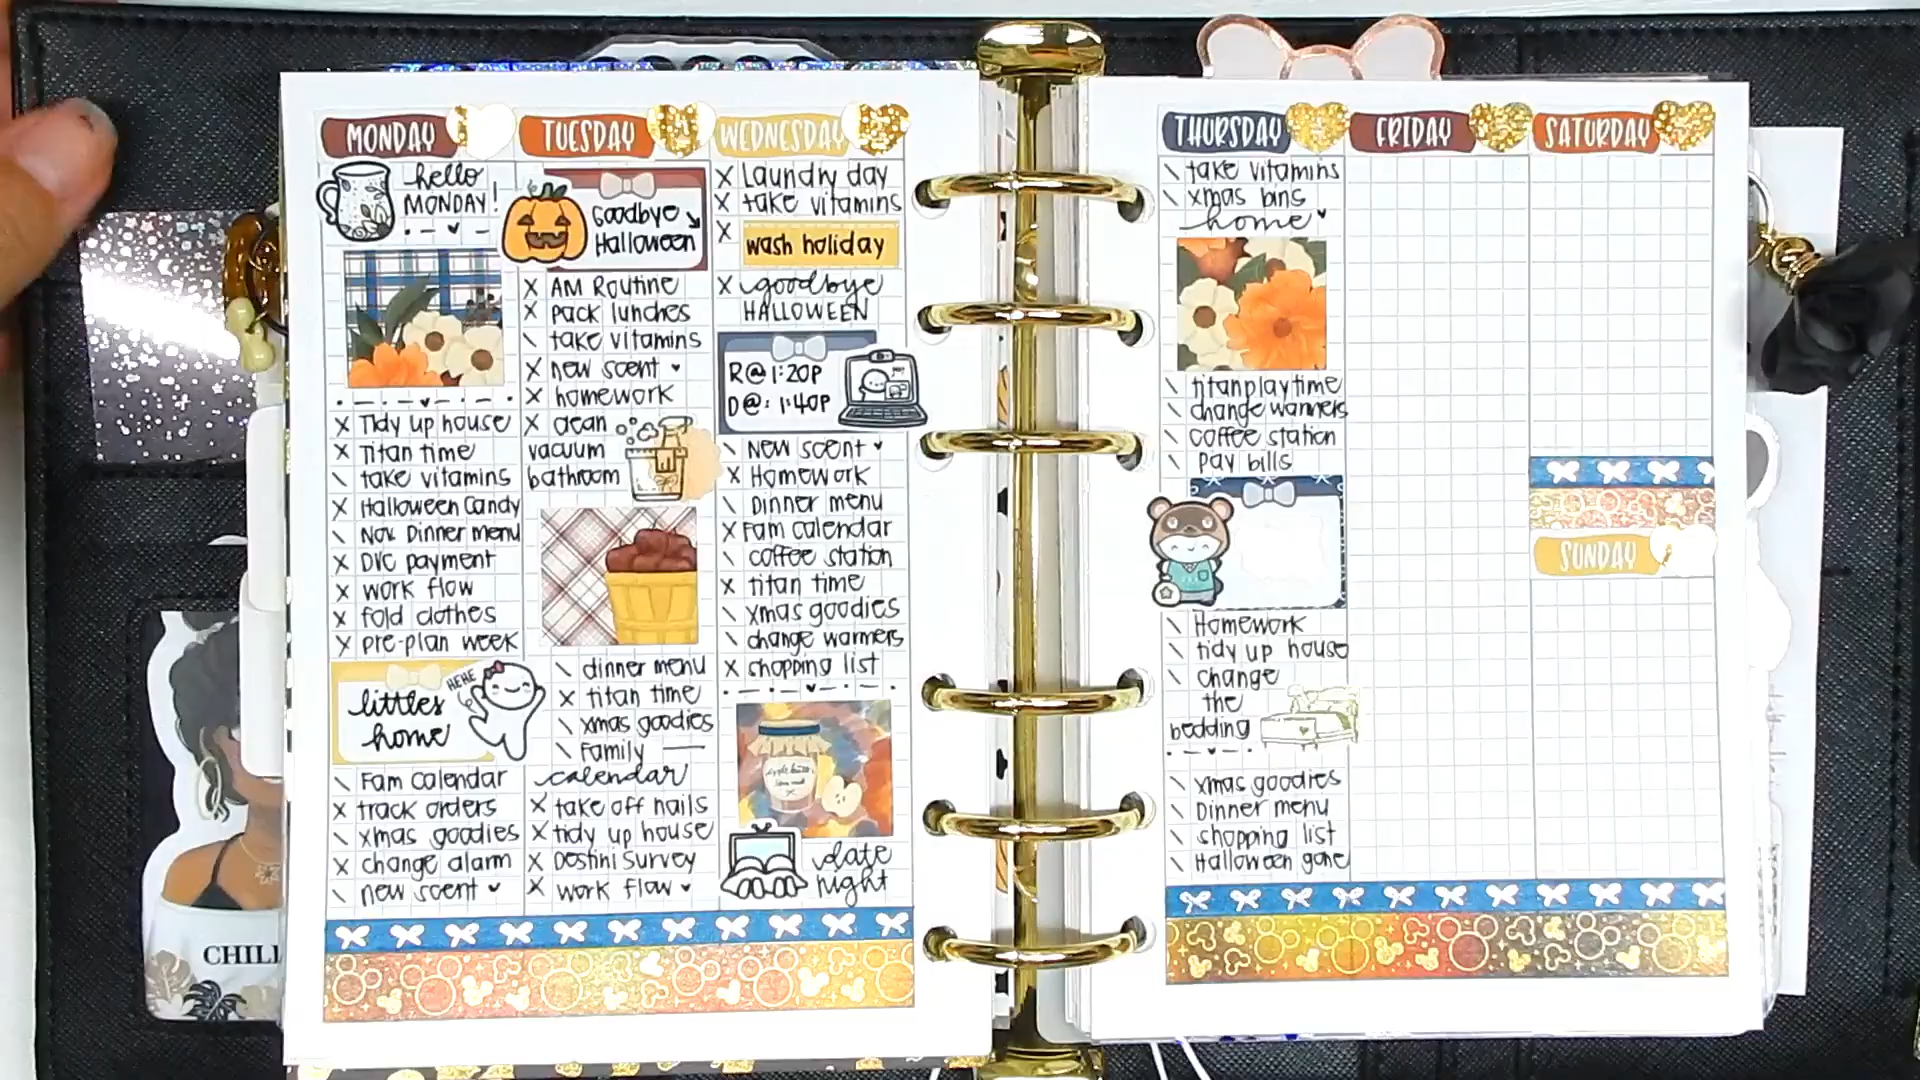 MONDAY
hello
MONDAY!
X Tidy up house
X Titan time
\ take vitamins
X Halloween Candy
\ Nov Dinner menu
X DVC payment
X work flow
X fold clothes
X pre-plan week
HEHE
littles
home
\ Fam calendar
X track orders
\ xmas goodies
X change alarm
\ new scent
TUESDAY
Goodbye
Halloween
X AM Routine
X pack lunches
\ take vitamins
X new scent
X homework
X clean
vacuum
bathroom
\ dinner menu
X titan time
\ xmas goodies
\ Family
calendar
X take off nails
X tidy up house
X Destini Survey
X work flow
WEDNESDAY
X Laundry day
X take vitamins
X wash holiday
X goodbye
HALLOWEEN
R@1:20P
D@: 1:40P
\ New scent
X Homework
\ Dinner menu
X Fam calendar
\ coffee station
X titan time
\ xmas goodies
\ change warmers
X shopping list
date
night
THURSDAY
\ take vitamins
\ xmas bins
home
\ titan playtime
\ change warmers
\ coffee station
\ pay bills
\ Homework
\ tidy up house
\ change
the
bedding
\ xmas goodies
\ Dinner menu
\ shopping list
\ Halloween gone
FRIDAY
SATURDAY
SUNDAY
CHILL